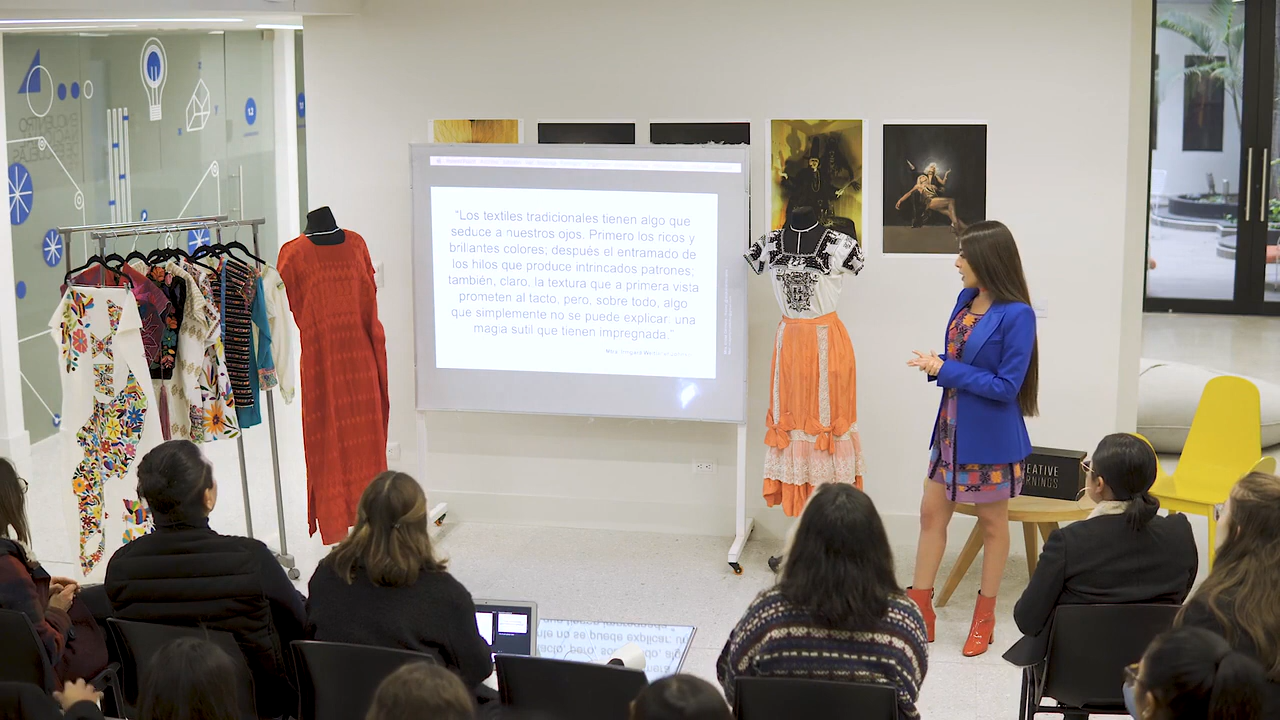 “Los textiles tradicionales tienen algo que
seduce a nuestros ojos. Primero los ricos y
brillantes colores; después el entramado de
los hilos que produce intrincados patrones;
también, claro, la textura que a primera vista
prometen al tacto, pero, sobre todo, algo
que simplemente no se puede explicar, una
magia sutil que tienen impregnada.”